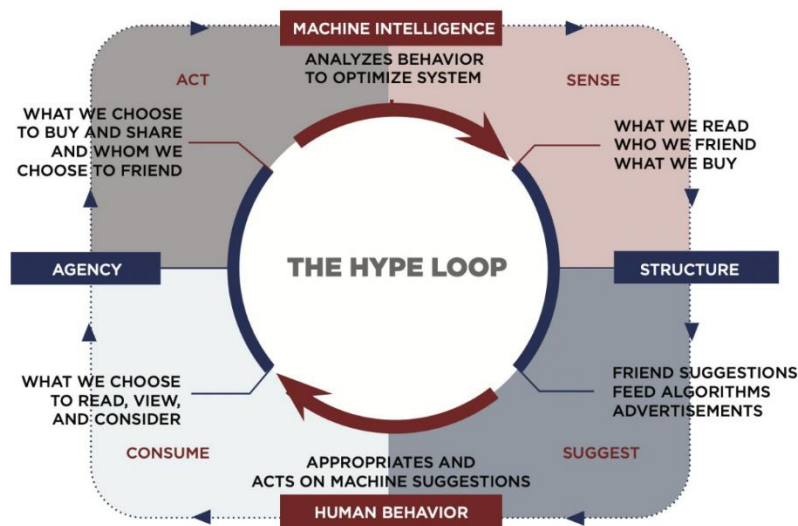 MACHINE INTELLIGENCE
ANALYZES BEHAVIOR
TO OPTIMIZE SYSTEM
ACT
SENSE
WHAT WE CHOOSE
TO BUY AND SHARE
AND WHOM WE
CHOOSE TO FRIEND
WHAT WE READ
WHO WE FRIEND
WHAT WE BUY
AGENCY
THE HYPE LOOP
STRUCTURE
WHAT WE CHOOSE
TO READ, VIEW,
AND CONSIDER
FRIEND SUGGESTIONS
FEED ALGORITHMS
ADVERTISEMENTS
CONSUME
SUGGEST
APPROPRIATES AND
ACTS ON MACHINE SUGGESTIONS
HUMAN BEHAVIOR